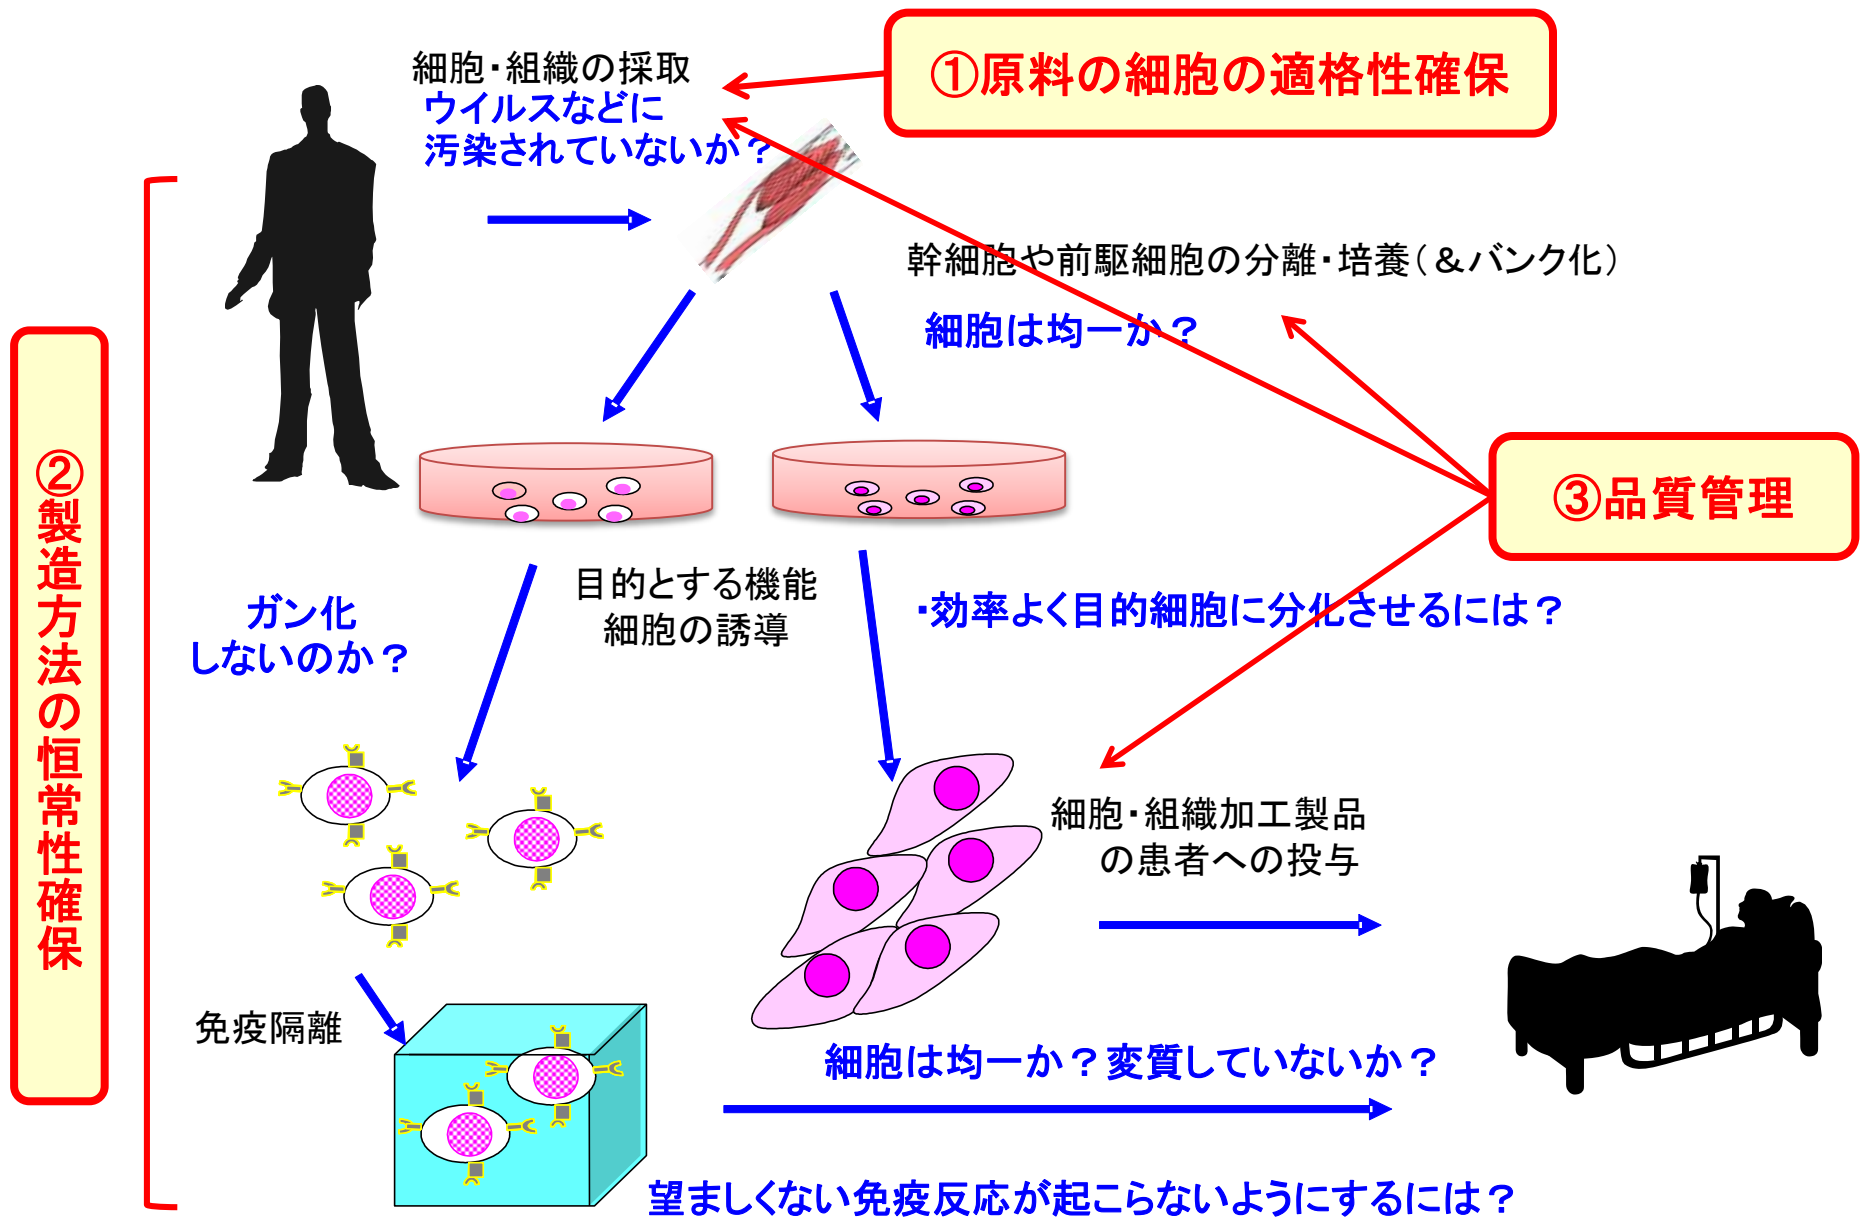 細胞・組織の採取
ウイルスなどに
汚染されていないか？
①原料の細胞の適格性確保
幹細胞や前駆細胞の分離・培養（＆バンク化）
細胞は均一か？
②製造方法の恒常性確保
③品質管理
目的とする機能
細胞の誘導
・効率よく目的細胞に分化させるには？
ガン化
しないのか？
細胞・組織加工製品
の患者への投与
免疫隔離
細胞は均一か？変質していないか？
望ましくない免疫反応が起こらないようにするには？